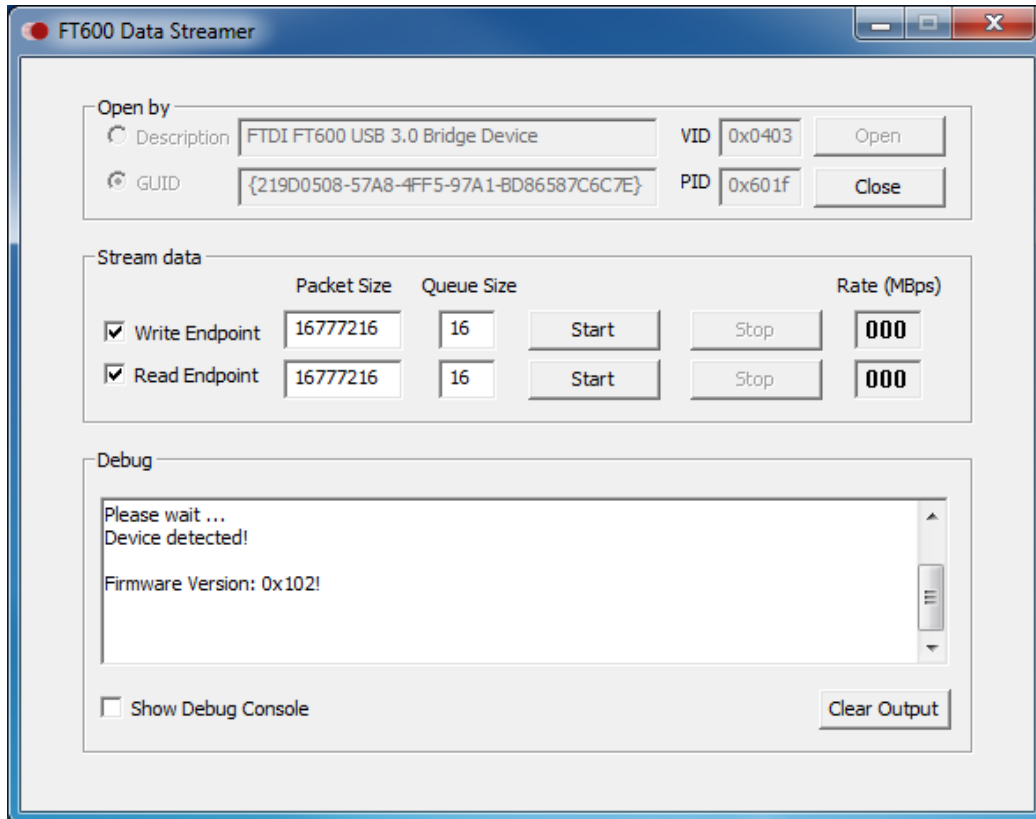 FT600 Data Streamer
Open by
Description FTDI FT600 USB 3.0 Bridge Device VID 0x0403 Open
GUID {219D0508-57A8-4FF5-97A1-BD86587C6C7E} PID 0x601f Close
Stream data
Packet Size Queue Size Rate (MBps)
Write Endpoint 16777216 16 Start Stop 000
Read Endpoint 16777216 16 Start Stop 000
Debug
Please wait ...
Device detected!
Firmware Version: 0x102!
Show Debug Console Clear Output